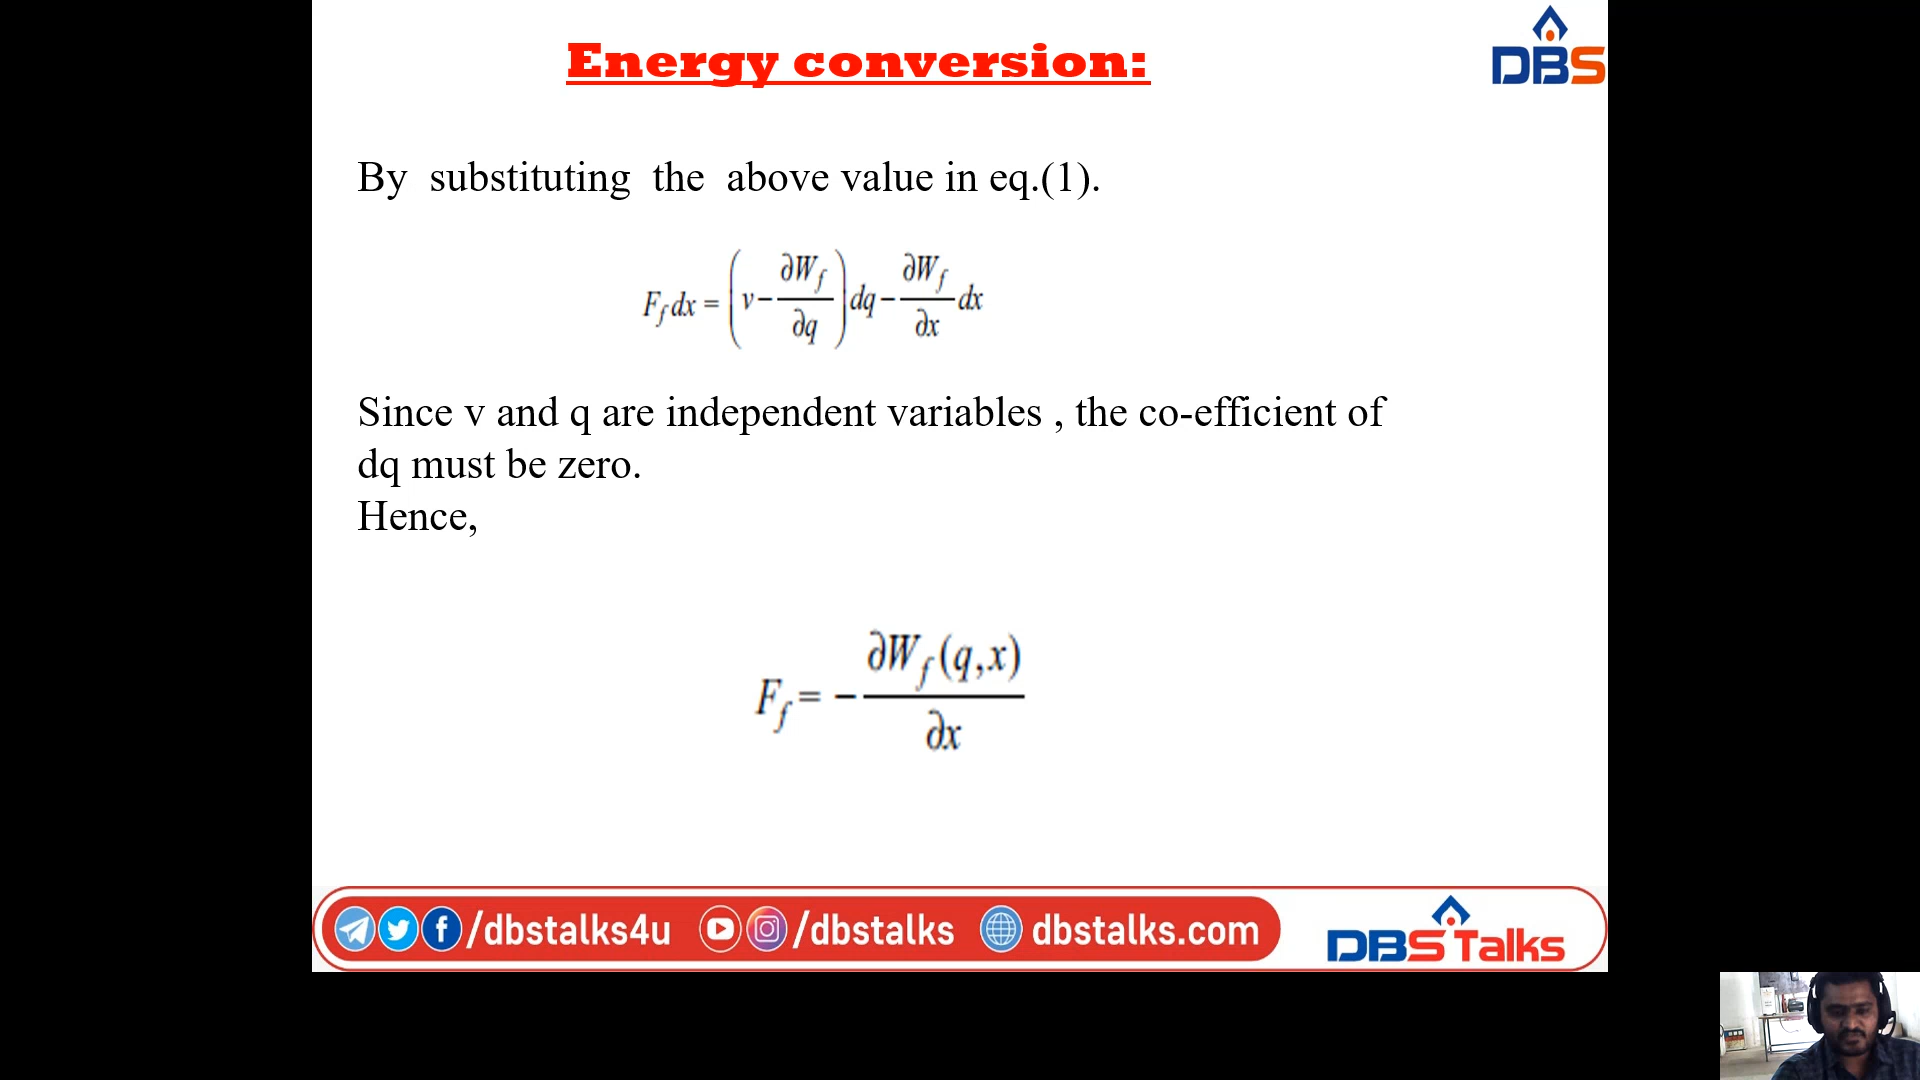 Energy conversion:
DBS
By substituting the above value in eq.(1).
F_f dx = (v − ∂W_f/∂q) dq − ∂W_f/∂x dx
Since v and q are independent variables , the co-efficient of
dq must be zero.
Hence,
F_f = − ∂W_f(q,x)/∂x
/dbstalks4u /dbstalks dbstalks.com
DBS Talks